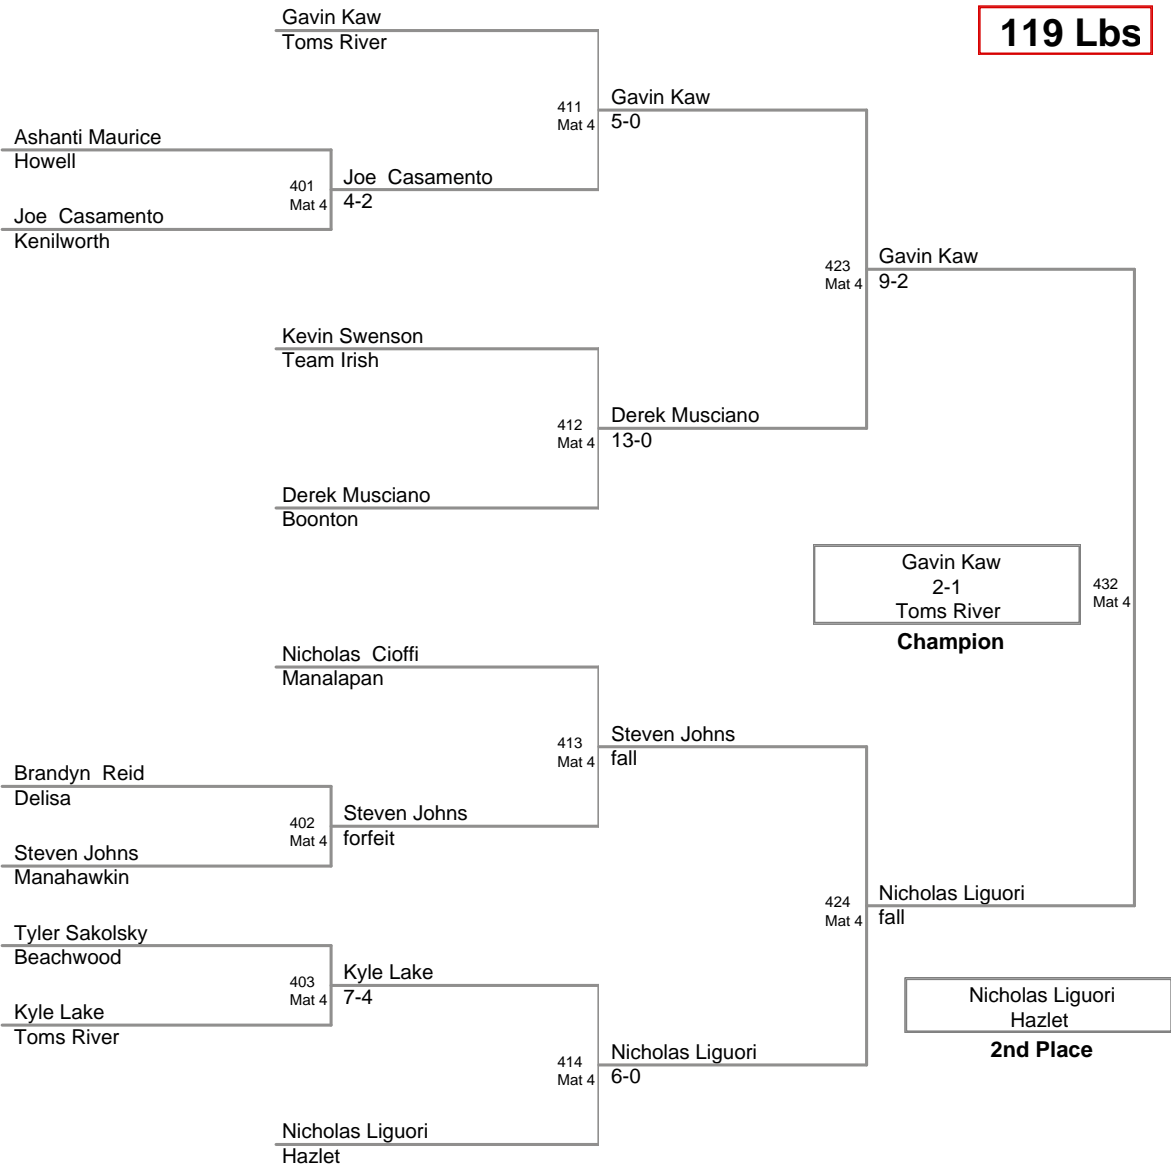 Gavin Kaw
Toms River
119 Lbs
411
Mat 4
Gavin Kaw
5-0
Ashanti Maurice
Howell
401
Mat 4
Joe  Casamento
4-2
Joe  Casamento
Kenilworth
423
Mat 4
Gavin Kaw
9-2
Kevin Swenson
Team Irish
412
Mat 4
Derek Musciano
13-0
Derek Musciano
Boonton
Gavin Kaw
2-1
Toms River
Champion
432
Mat 4
Nicholas  Cioffi
Manalapan
413
Mat 4
Steven Johns
fall
Brandyn  Reid
Delisa
402
Mat 4
Steven Johns
forfeit
Steven Johns
Manahawkin
424
Mat 4
Nicholas Liguori
fall
Tyler Sakolsky
Beachwood
403
Mat 4
Kyle Lake
7-4
Kyle Lake
Toms River
Nicholas Liguori
Hazlet
2nd Place
414
Mat 4
Nicholas Liguori
6-0
Nicholas Liguori
Hazlet